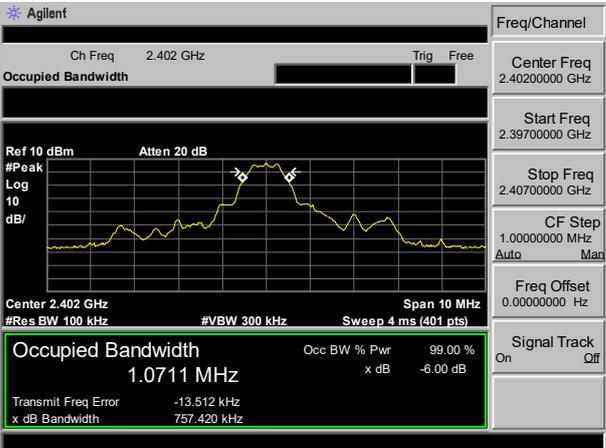 Agilent
Freq/Channel
Ch Freq 2.402 GHz Trig Free
Occupied Bandwidth
Center Freq
2.40200000 GHz
Start Freq
2.39700000 GHz
Stop Freq
2.40700000 GHz
CF Step
1.00000000 MHz
Auto Man
Freq Offset
0.00000000 Hz
Signal Track
On Off
Ref 10 dBm Atten 20 dB
#Peak
Log
10
dB/
Center 2.402 GHz Span 10 MHz
#Res BW 100 kHz #VBW 300 kHz Sweep 4 ms (401 pts)
Occupied Bandwidth Occ BW % Pwr 99.00 %
1.0711 MHz x dB -6.00 dB
Transmit Freq Error -13.512 kHz
x dB Bandwidth 757.420 kHz